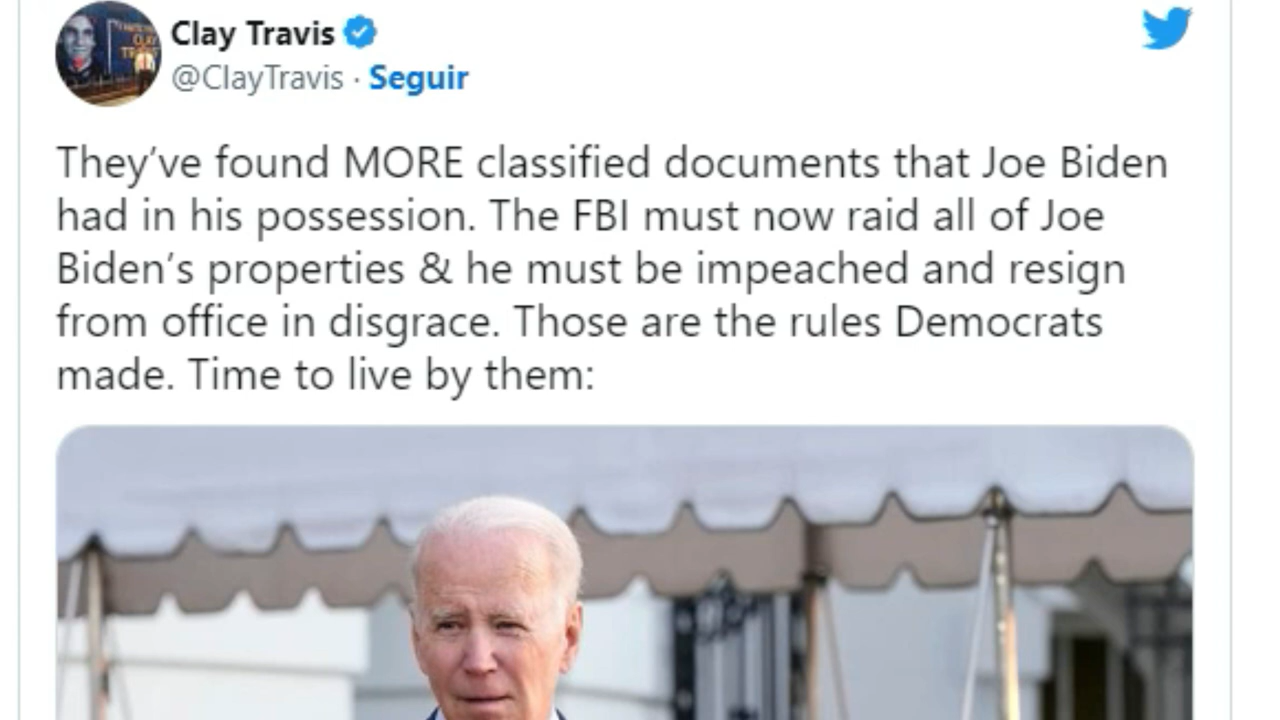 Clay Travis
@ClayTravis · Seguir
They’ve found MORE classified documents that Joe Biden
had in his possession. The FBI must now raid all of Joe
Biden’s properties & he must be impeached and resign
from office in disgrace. Those are the rules Democrats
made. Time to live by them: